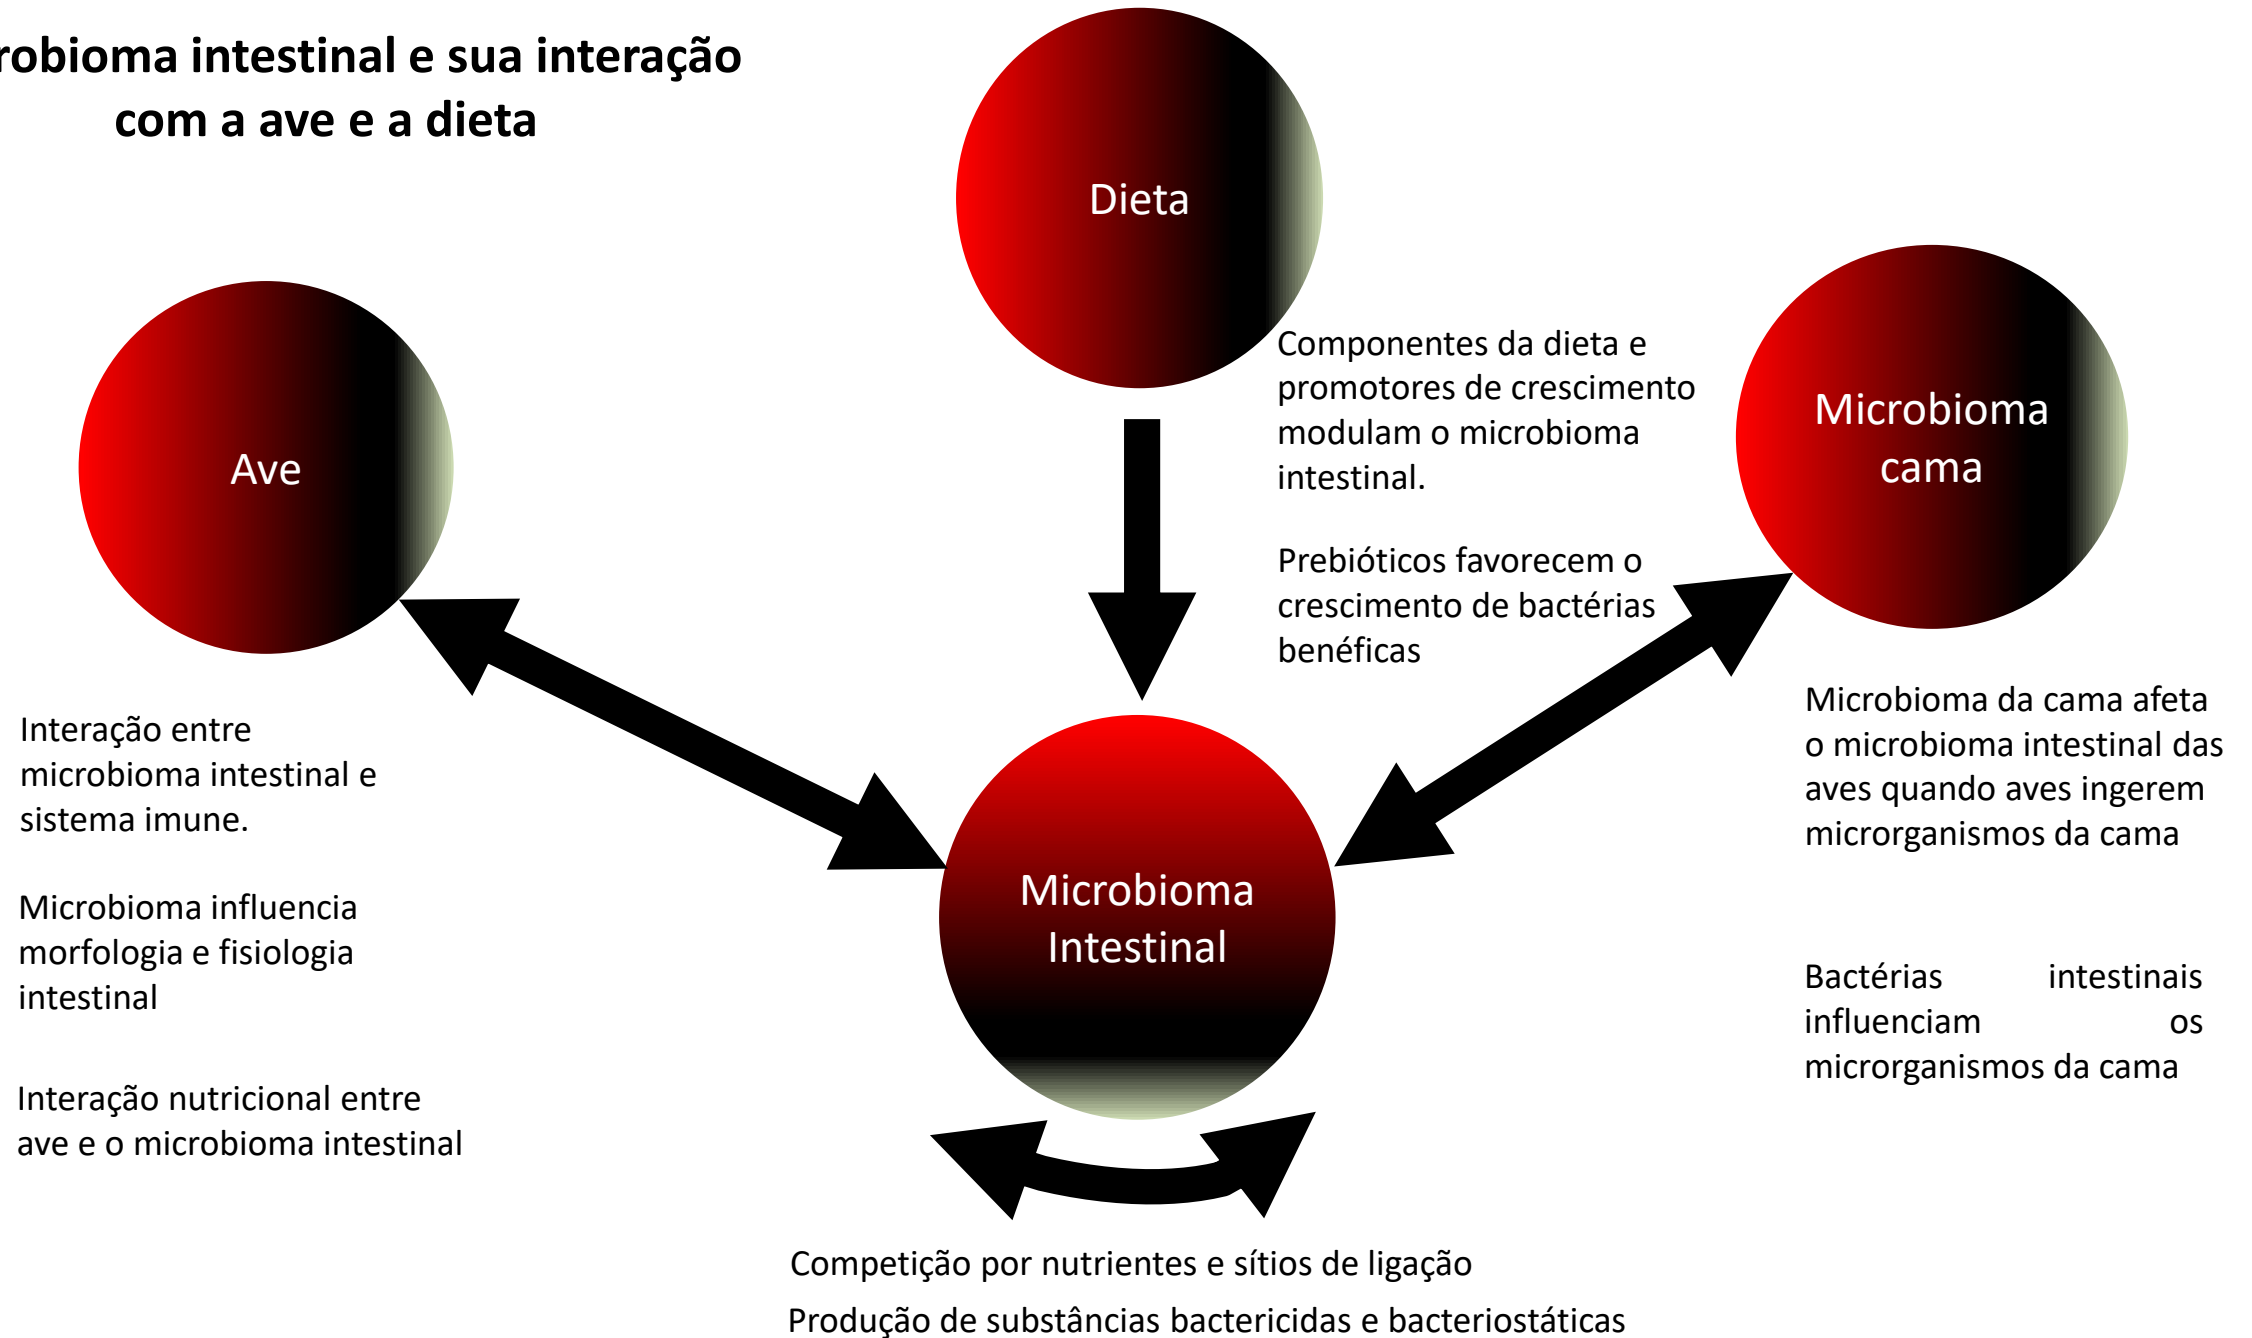 robioma intestinal e sua interação
com a ave e a dieta
Dieta
Ave
Microbioma
cama
Componentes da dieta e
promotores de crescimento
modulam o microbioma
intestinal.
Prebióticos favorecem o
crescimento de bactérias
benéficas
Interação entre
microbioma intestinal e
sistema imune.
Microbioma influencia
morfologia e fisiologia
intestinal
Interação nutricional entre
ave e o microbioma intestinal
Microbioma
Intestinal
Microbioma da cama afeta
o microbioma intestinal das
aves quando aves ingerem
microrganismos da cama
Bactérias intestinais
influenciam os
microrganismos da cama
Competição por nutrientes e sítios de ligação
Produção de substâncias bactericidas e bacteriostáticas